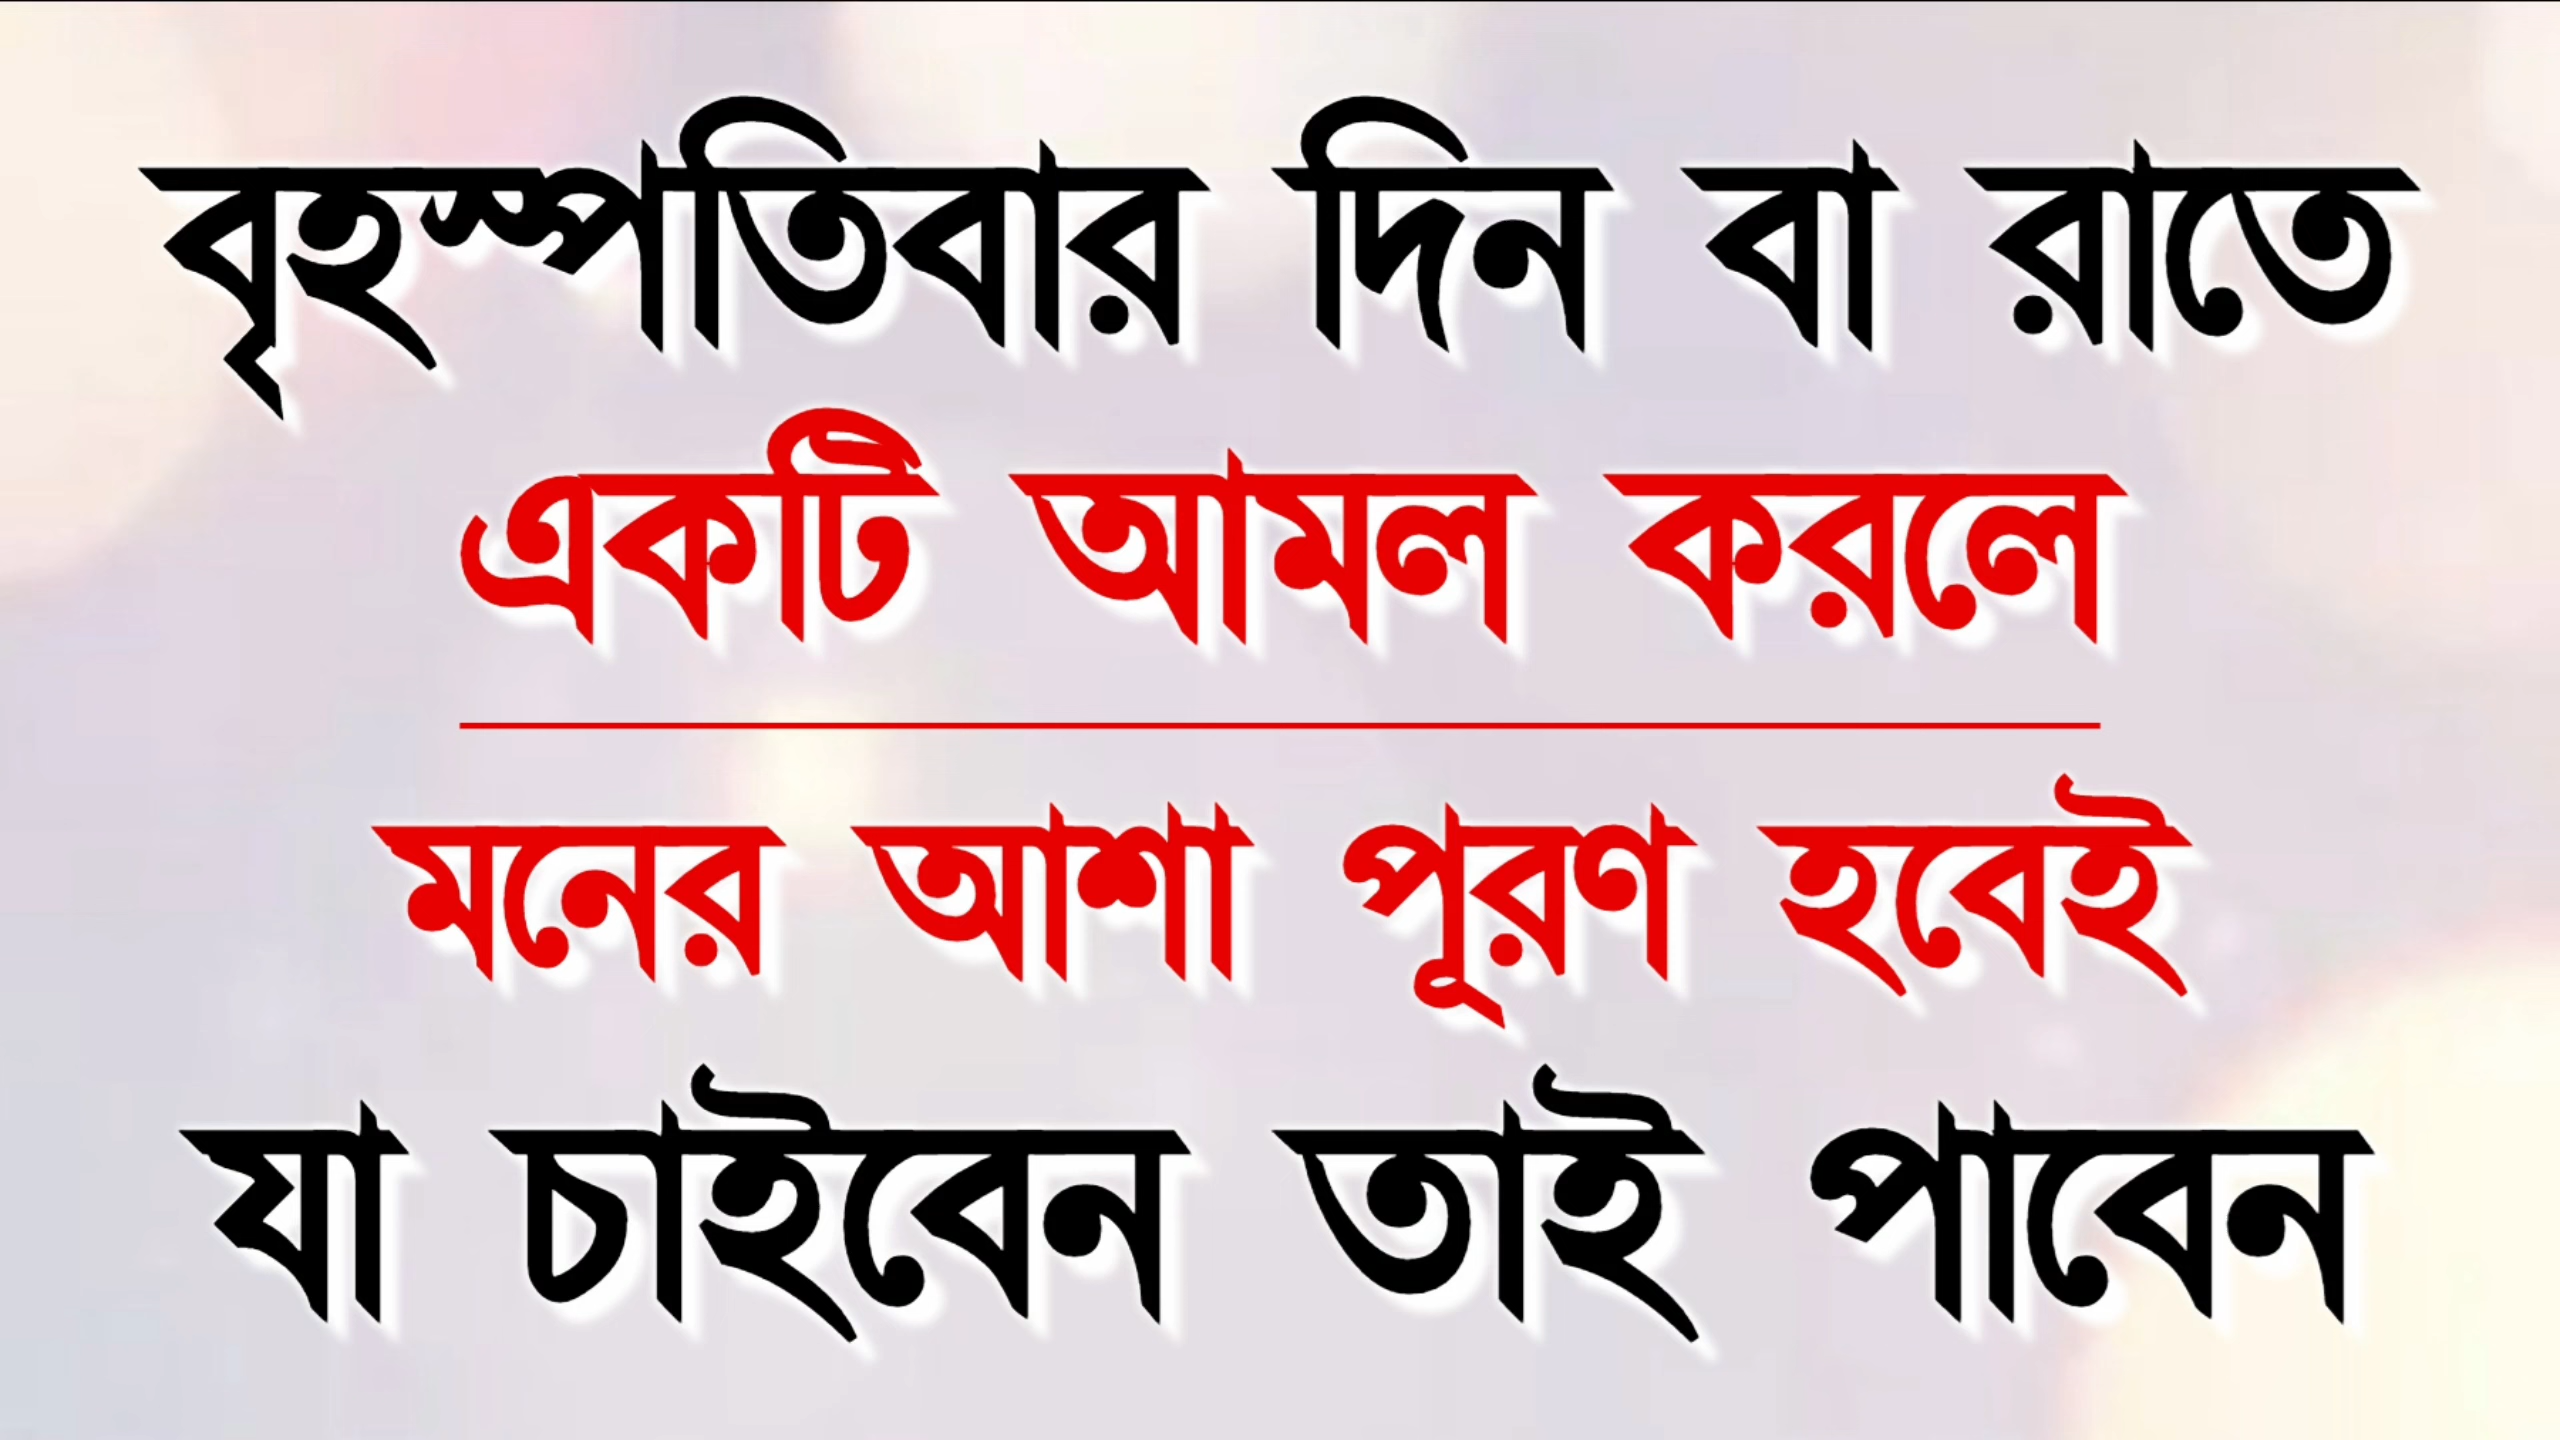 বৃহস্পতিবার দিন বা রাতে
একটি আমল করলে
মনের আশা পূরণ হবেই
যা চাইবেন তাই পাবেন